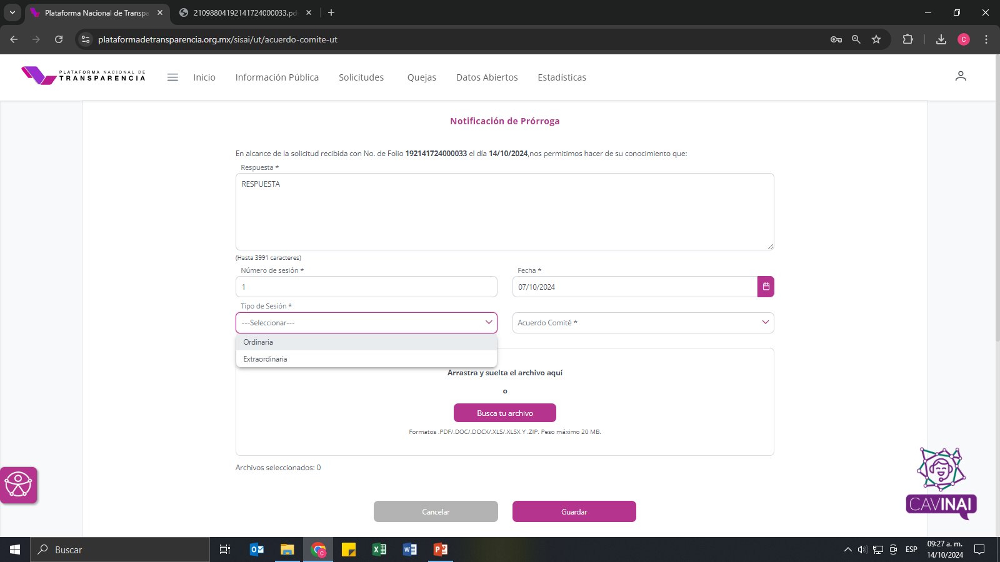 Plataforma Nacional de Transpa
21098804192141724000033.pd
plataformadetransparencia.org.mx/sisai/ut/acuerdo-comite-ut
C
PLATAFORMA NACIONAL DE
TRANSPARENCIA
Inicio
Información Pública
Solicitudes
Quejas
Datos Abiertos
Estadísticas
Notificación de Prórroga
En alcance de la solicitud recibida con No. de Folio 192141724000033 el día 14/10/2024,nos permitimos hacer de su conocimiento que:
Respuesta *
RESPUESTA
(Hasta 3991 caracteres)
Número de sesión *
Fecha *
1
07/10/2024
Tipo de Sesión *
---Seleccionar---
Acuerdo Comité *
Ordinaria
Extraordinaria
Arrastra y suelta el archivo aquí
o
Busca tu archivo
Formatos .PDF/.DOC/.DOCX/.XLS/.XLSX Y .ZIP. Peso máximo 20 MB.
Archivos seleccionados: 0
CAVINAI
Cancelar
Guardar
Buscar
ESP
09:27 a. m.
14/10/2024